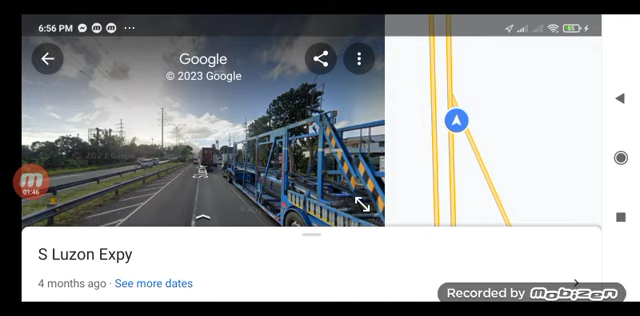 6:56 PM
55
Google
© 2023 Google
01:46
S Luzon Expy
4 months ago · See more dates
Recorded by mobizen